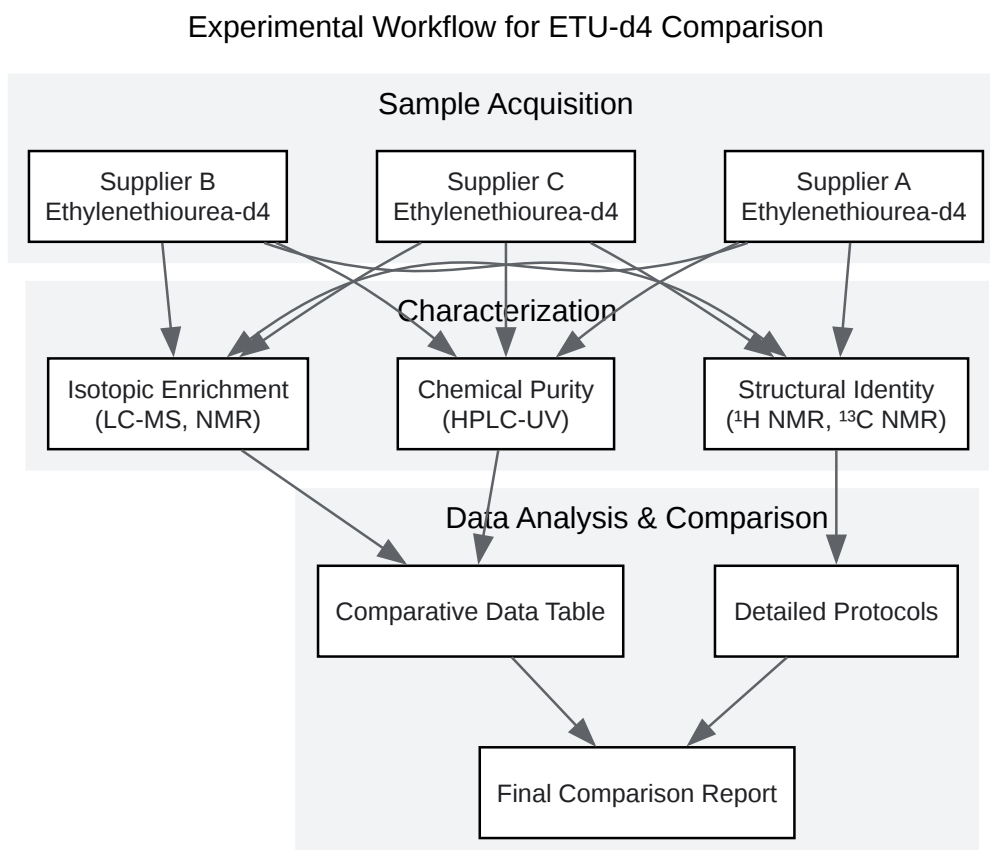 Experimental Workflow for ETU-d4 Comparison
Sample Acquisition
Supplier B
Ethylenethiourea-d4
Supplier C
Ethylenethiourea-d4
Supplier A
Ethylenethiourea-d4
Characterization
Isotopic Enrichment
(LC-MS, NMR)
Chemical Purity
(HPLC-UV)
Structural Identity
(¹H NMR, ¹³C NMR)
Data Analysis & Comparison
Comparative Data Table
Detailed Protocols
Final Comparison Report